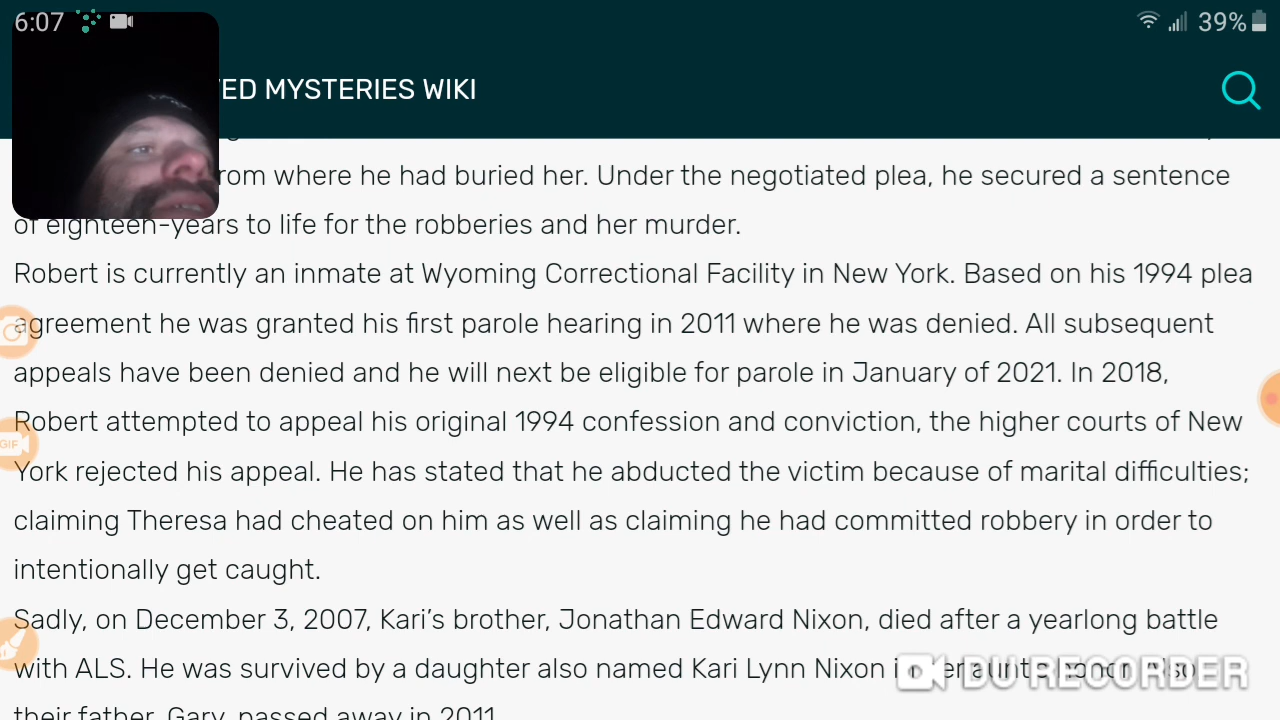 6:07
39%
TED MYSTERIES WIKI
rom where he had buried her. Under the negotiated plea, he secured a sentence
of eighteen-years to life for the robberies and her murder.
Robert is currently an inmate at Wyoming Correctional Facility in New York. Based on his 1994 plea
agreement he was granted his first parole hearing in 2011 where he was denied. All subsequent
appeals have been denied and he will next be eligible for parole in January of 2021. In 2018,
Robert attempted to appeal his original 1994 confession and conviction, the higher courts of New
York rejected his appeal. He has stated that he abducted the victim because of marital difficulties;
claiming Theresa had cheated on him as well as claiming he had committed robbery in order to
GIF
intentionally get caught.
Sadly, on December 3, 2007, Kari's brother, Jonathan Edward Nixon, died after a yearlong battle
with ALS. He was survived by a daughter also named Kari Lynn Nixon in her aunt's honor. Also
DU RECORDER
their father, Gary, passed away in 2011.